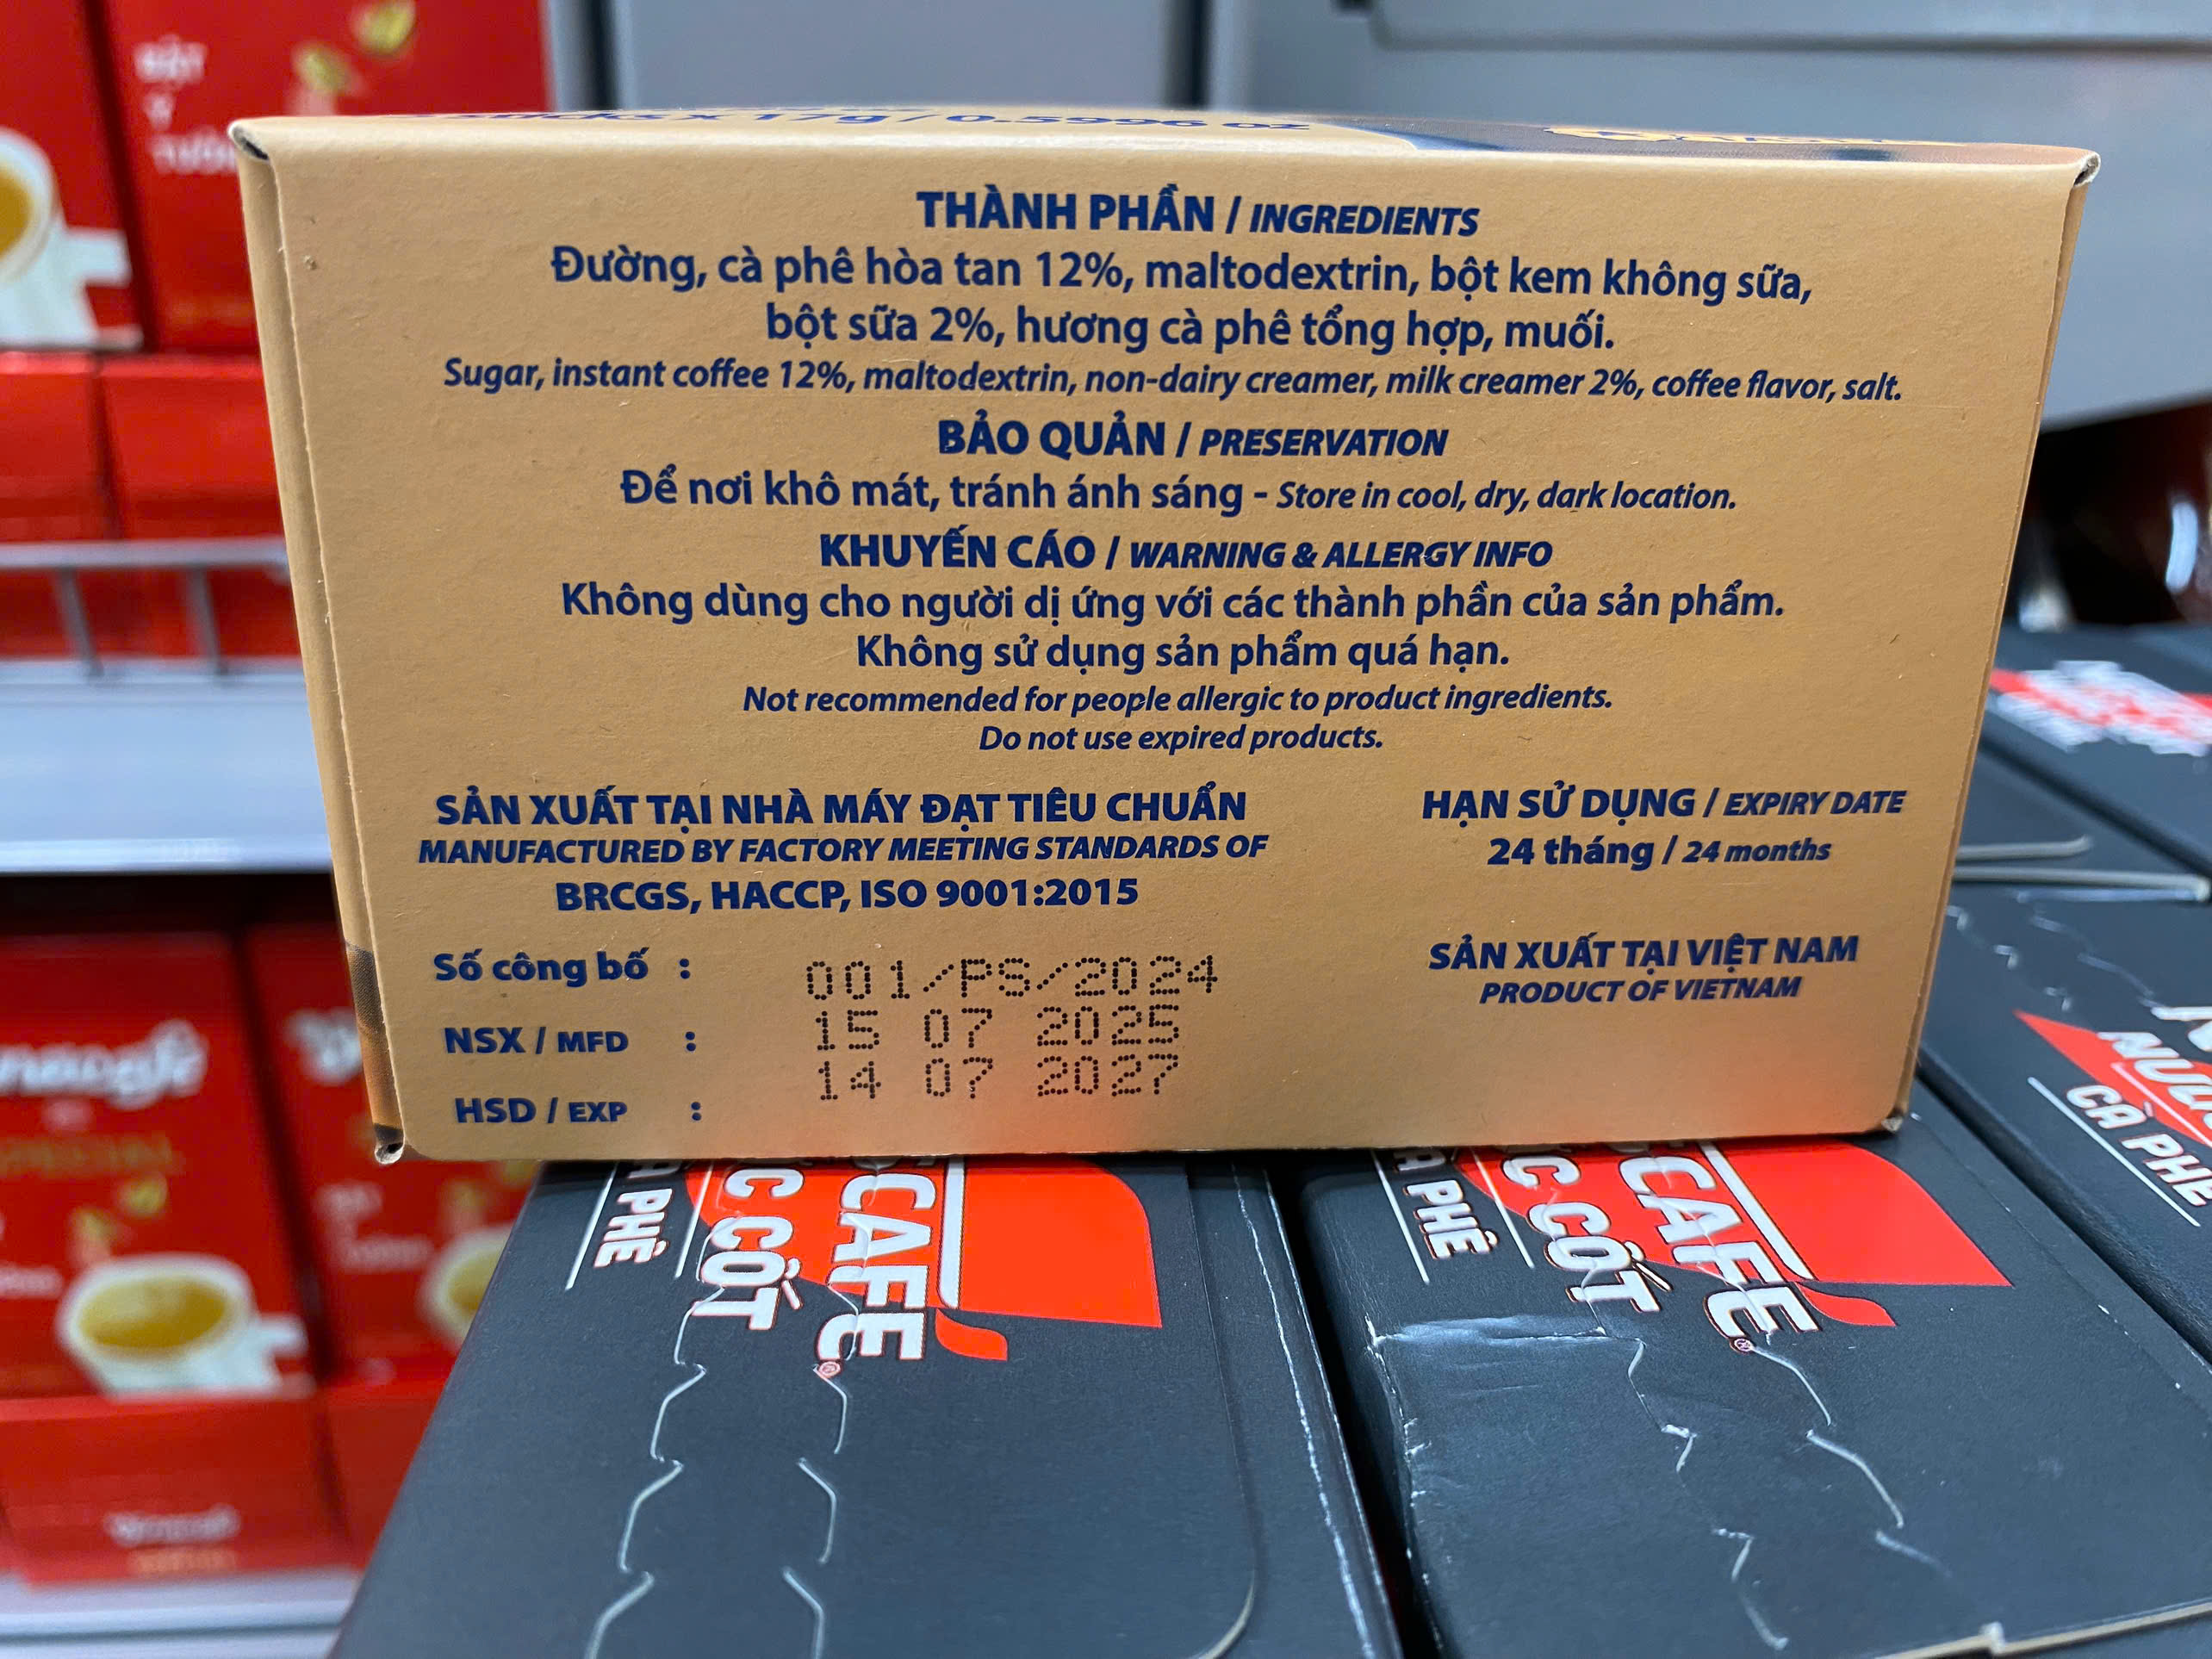 x 17g / 0.5996 oz
THÀNH PHẦN / INGREDIENTS
Đường, cà phê hòa tan 12%, maltodextrin, bột kem không sữa,
bột sữa 2%, hương cà phê tổng hợp, muối.
Sugar, instant coffee 12%, maltodextrin, non-dairy creamer, milk creamer 2%, coffee flavor, salt.
BẢO QUẢN / PRESERVATION
Để nơi khô mát, tránh ánh sáng - Store in cool, dry, dark location.
KHUYẾN CÁO / WARNING & ALLERGY INFO
Không dùng cho người dị ứng với các thành phần của sản phẩm.
Không sử dụng sản phẩm quá hạn.
Not recommended for people allergic to product ingredients.
Do not use expired products.
SẢN XUẤT TẠI NHÀ MÁY ĐẠT TIÊU CHUẨN
MANUFACTURED BY FACTORY MEETING STANDARDS OF
BRCGS, HACCP, ISO 9001:2015
HẠN SỬ DỤNG / EXPIRY DATE
24 tháng / 24 months
Số công bố : 001/PS/2024
NSX / MFD : 15 07 2025
HSD / EXP : 14 07 2027
SẢN XUẤT TẠI VIỆT NAM
PRODUCT OF VIETNAM
SCAFÉ
C CỐT
À PHÊ
SCAFÉ
C CỐT
À PHÊ
CÀ PHÊ